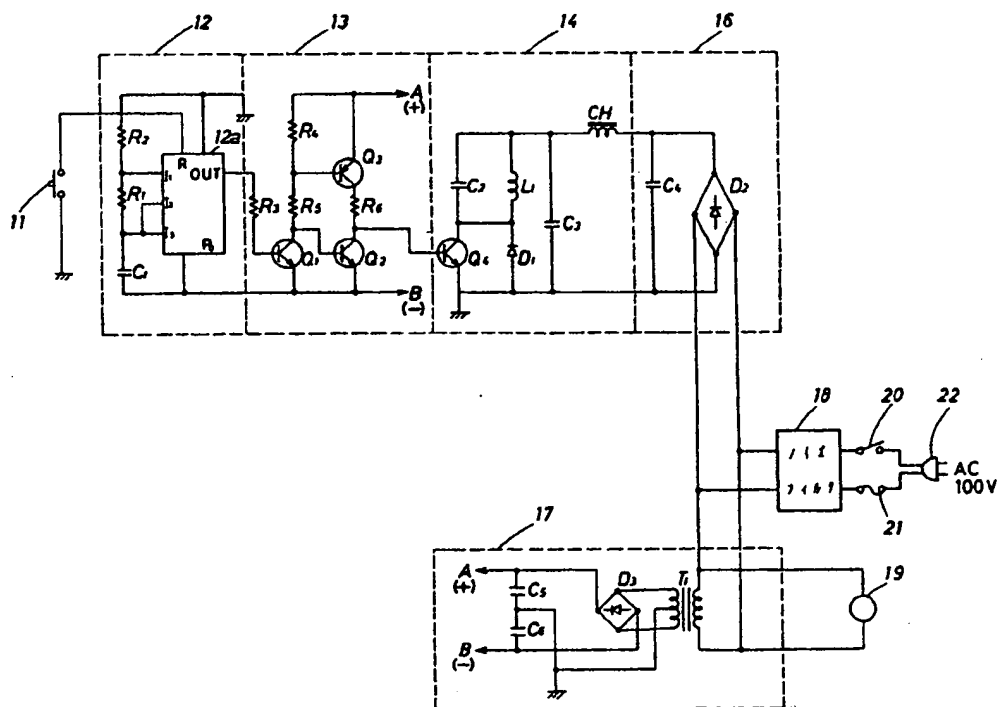 12
13
14
16
A
(+)
CH
R2
12a
R4
R
OUT
Q3
11
R1
R3
R5
R6
C2
L1
C3
C4
D2
C1
Q1
Q2
Q4
D1
B
(-)
18
20
22
AC
100V
21
17
A
(+)
C5
D3
T1
19
C6
B
(-)